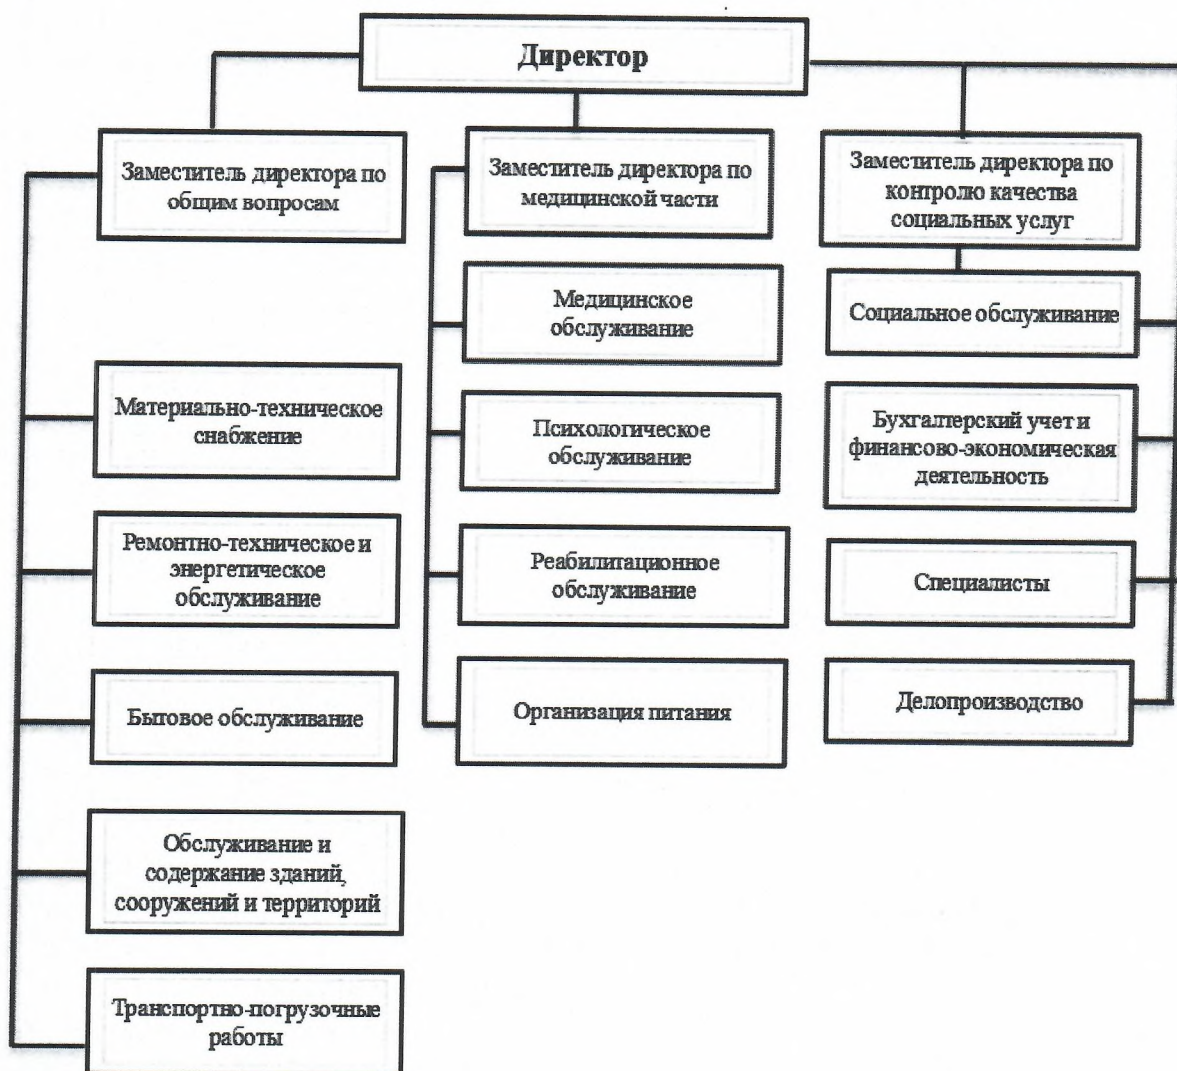 Директор
Заместитель директора по
общим вопросам
Заместитель директора по
медицинской части
Заместитель директора по
контролю качества
социальных услуг
Медицинское
обслуживание
Социальное обслуживание
Материально-техническое
снабжение
Психологическое
обслуживание
Бухгалтерский учет и
финансово-экономическая
деятельность
Ремонтно-техническое и
энергетическое
обслуживание
Реабилитационное
обслуживание
Специалисты
Бытовое обслуживание
Организация питания
Делопроизводство
Обслуживание и
содержание зданий,
сооружений и территорий
Транспортно-погрузочные
работы